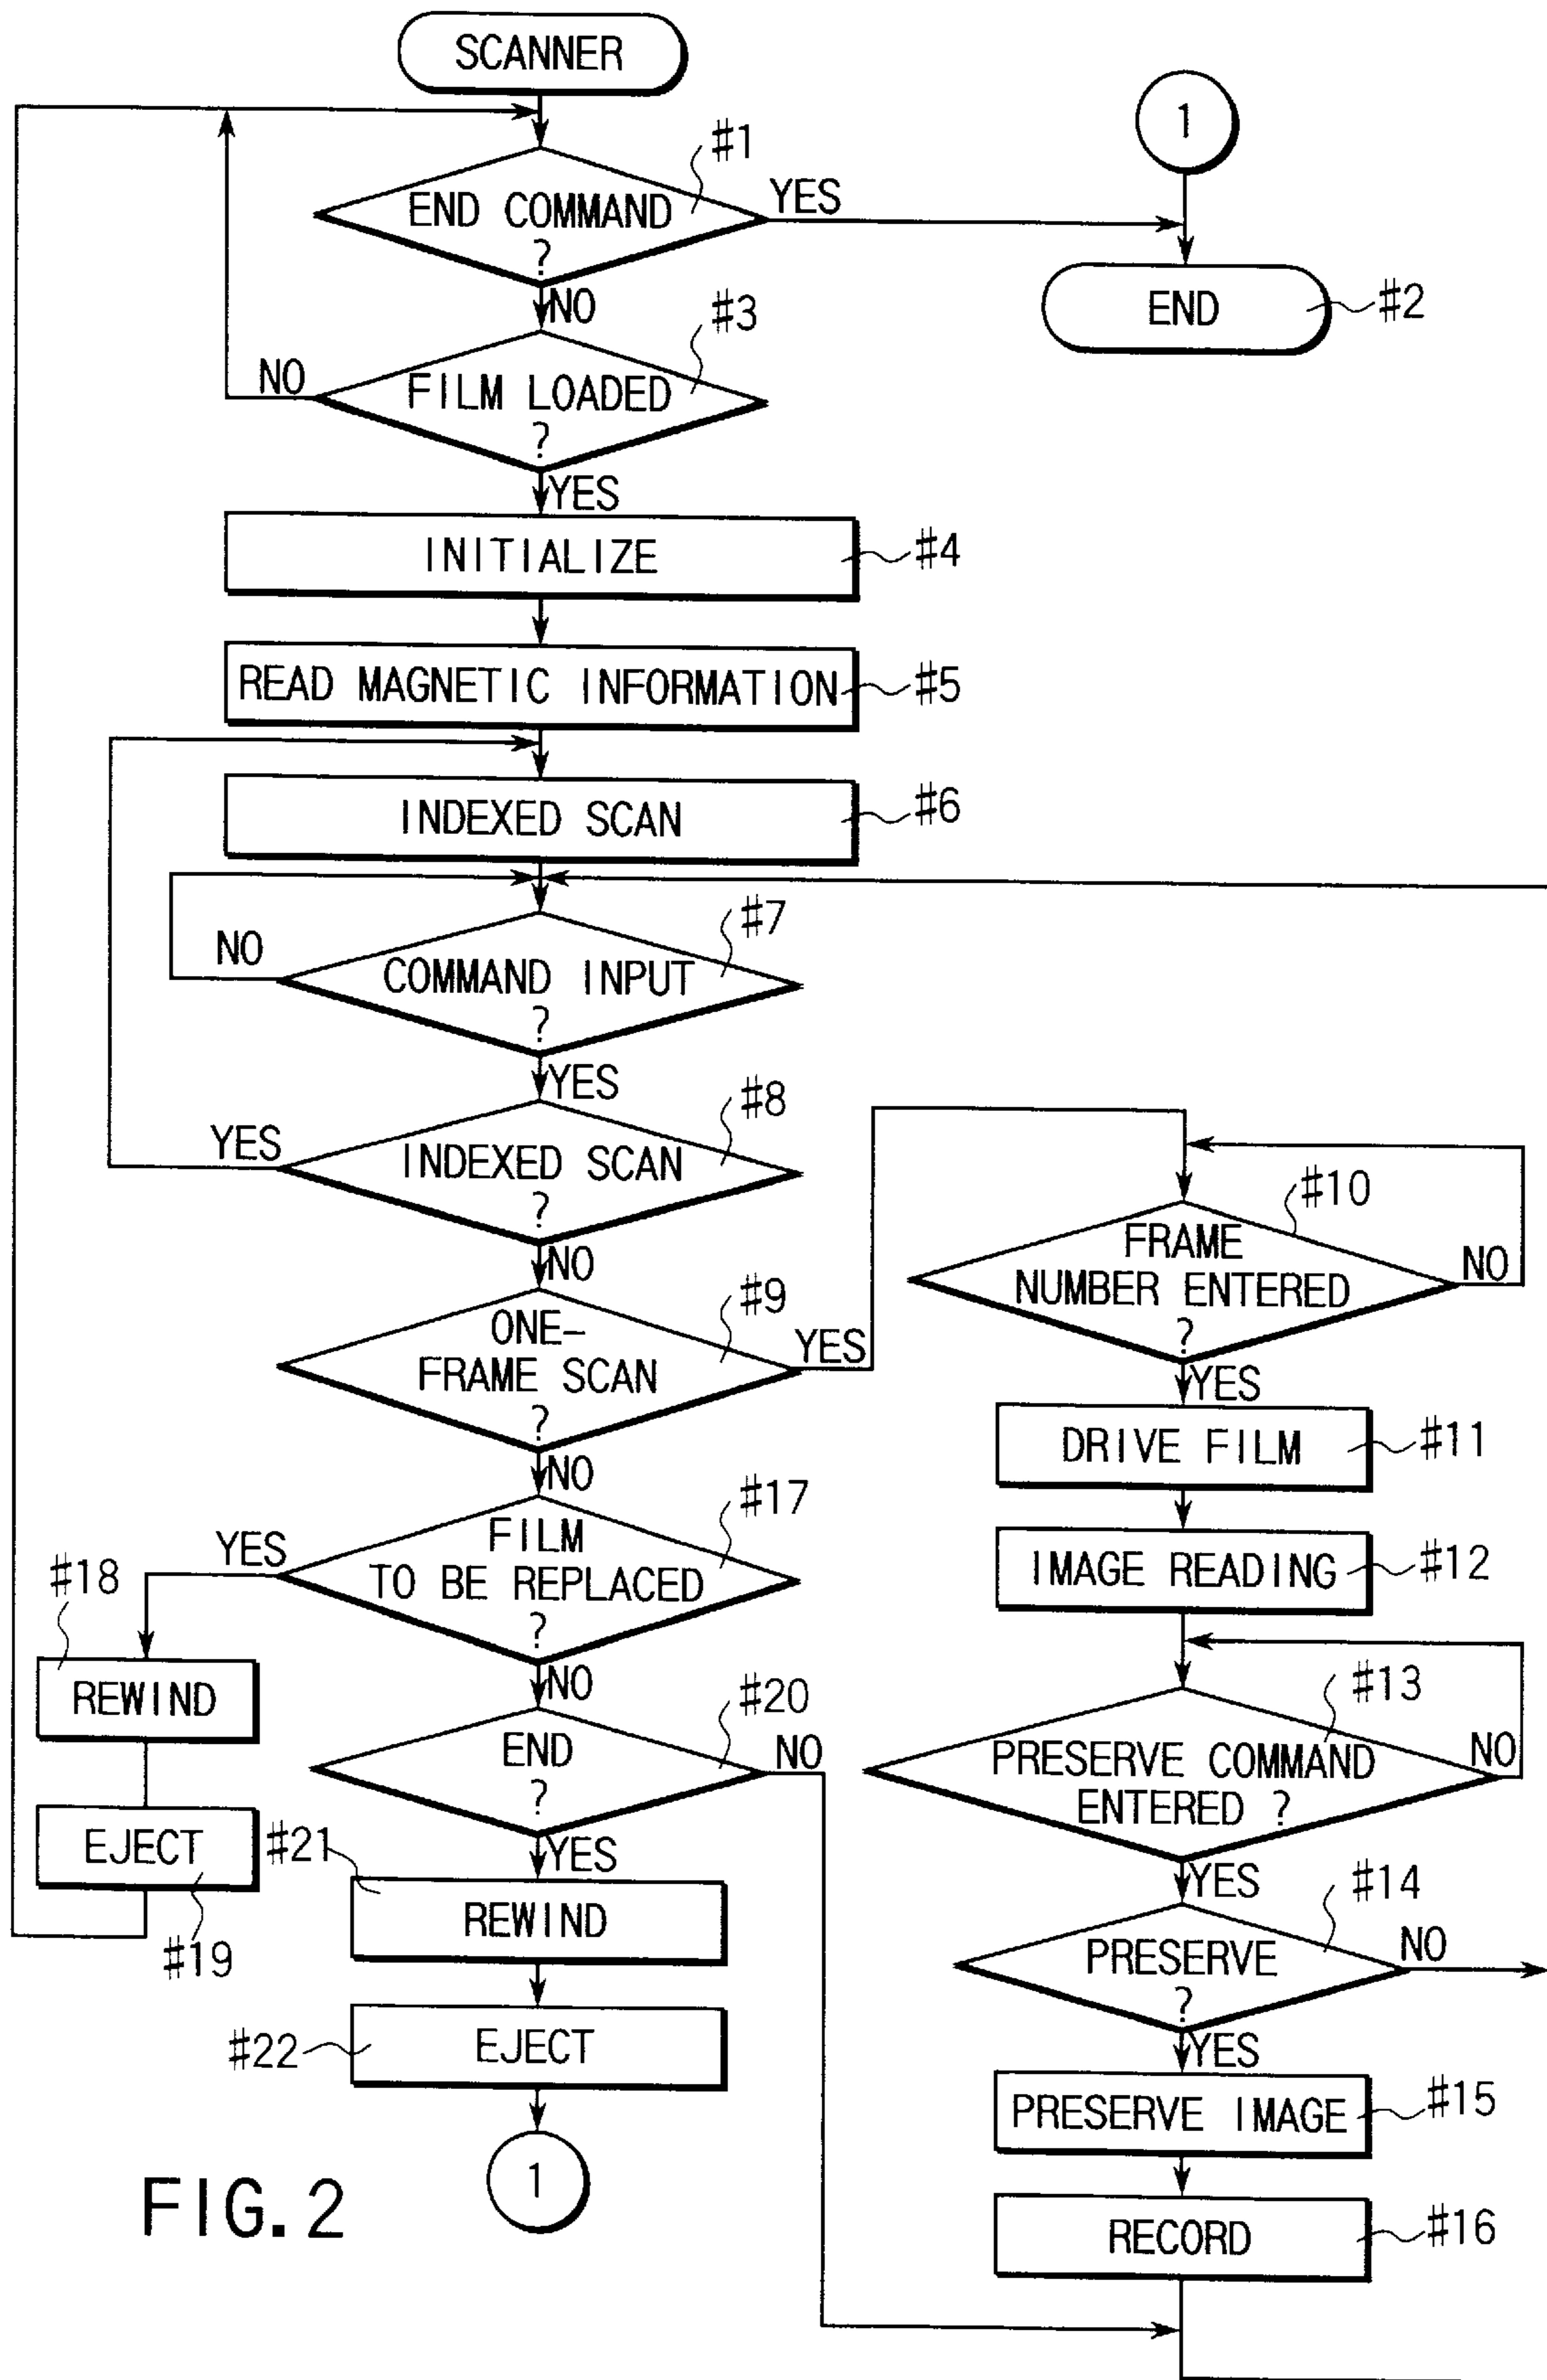 SCANNER
1
#1
END COMMAND
?
YES
NO
END
#2
#3
FILM LOADED
?
NO
YES
INITIALIZE
#4
READ MAGNETIC INFORMATION
#5
INDEXED SCAN
#6
#7
COMMAND INPUT
?
NO
YES
#8
INDEXED SCAN
?
YES
NO
#9
ONE-
FRAME SCAN
?
YES
NO
#10
FRAME
NUMBER ENTERED
?
NO
YES
DRIVE FILM
#11
IMAGE READING
#12
#13
PRESERVE COMMAND
ENTERED ?
NO
YES
#14
PRESERVE
?
NO
YES
PRESERVE IMAGE
#15
RECORD
#16
#17
FILM
TO BE REPLACED
?
YES
NO
#18
REWIND
EJECT
#19
#20
END
?
NO
YES
#21
REWIND
#22
EJECT
1
FIG. 2